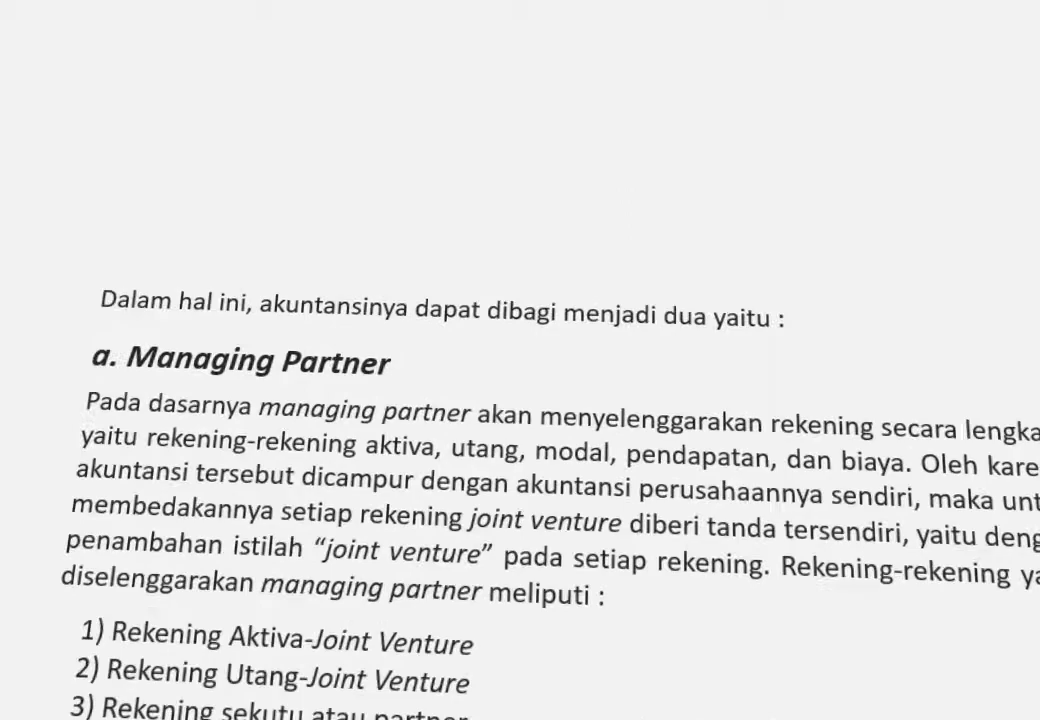 Dalam hal ini, akuntansinya dapat dibagi menjadi dua yaitu :
a. Managing Partner
Pada dasarnya managing partner akan menyelenggarakan rekening secara
yaitu rekening-rekening aktiva, utang, modal, pendapatan, dan biaya. Oleh
akuntansi tersebut dicampur dengan akuntansi perusahaannya sendiri, maka
membedakannya setiap rekening joint venture diberi tanda tersendiri, yaitu
penambahan istilah “joint venture” pada setiap rekening. Rekening-rekening
diselenggarakan managing partner meliputi :
1) Rekening Aktiva-Joint Venture
2) Rekening Utang-Joint Venture
3) Rekening sekutu atau partner